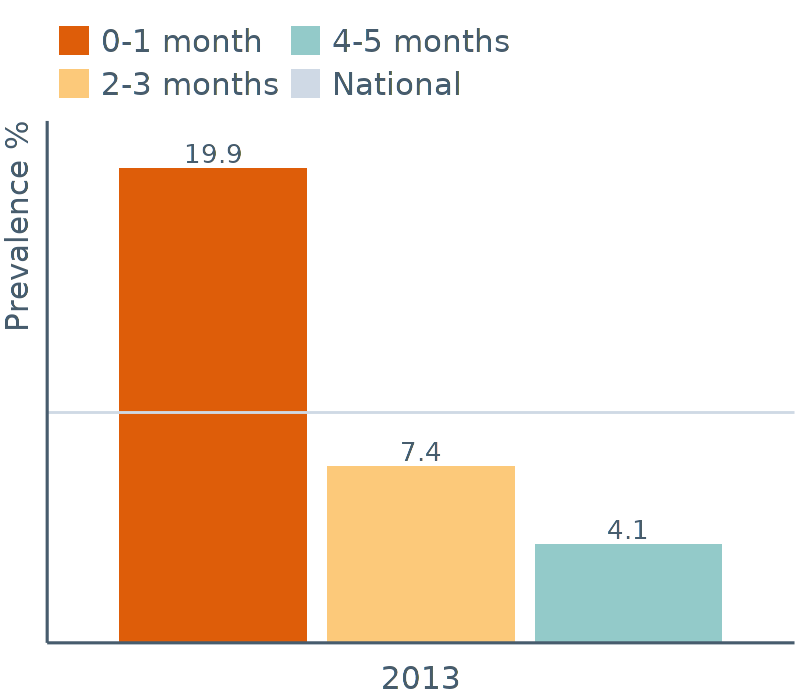 0-1 month
4-5 months
2-3 months
National
Prevalence %
19.9
7.4
4.1
2013